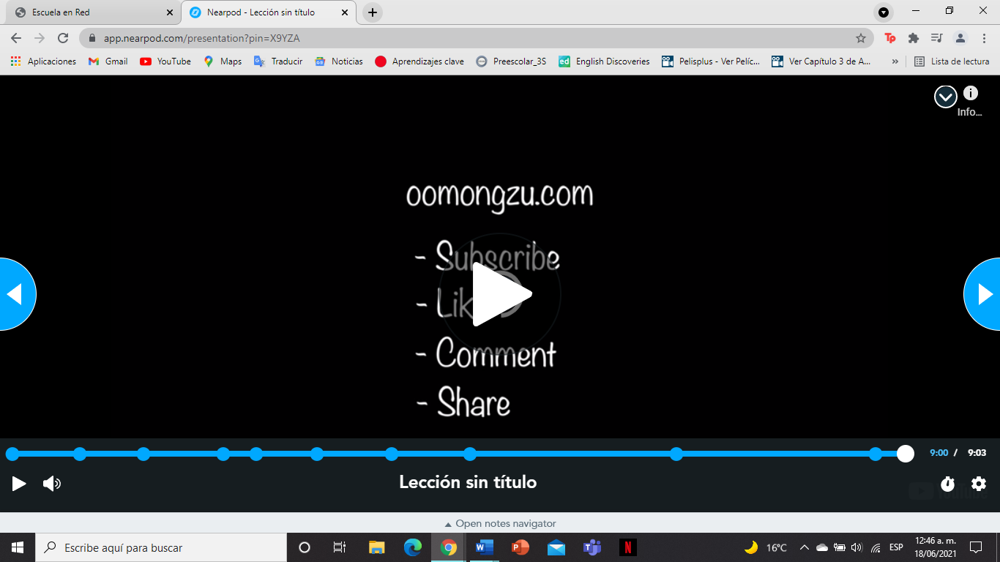 Escuela en Red
Nearpod - Lección sin título
app.nearpod.com/presentation?pin=X9YZA
Aplicaciones
Gmail
YouTube
Maps
Traducir
Noticias
Aprendizajes clave
Preescolar_3S
ed English Discoveries
Pelisplus - Ver Pelíc...
Ver Capítulo 3 de A...
»
Lista de lectura
Info...
oomongzu.com
- Subscribe
- Comment
- Share
9:00 / 9:03
Lección sin título
YouTube
Open notes navigator
Escribe aquí para buscar
16°C
ESP
12:46 a. m.
18/06/2021